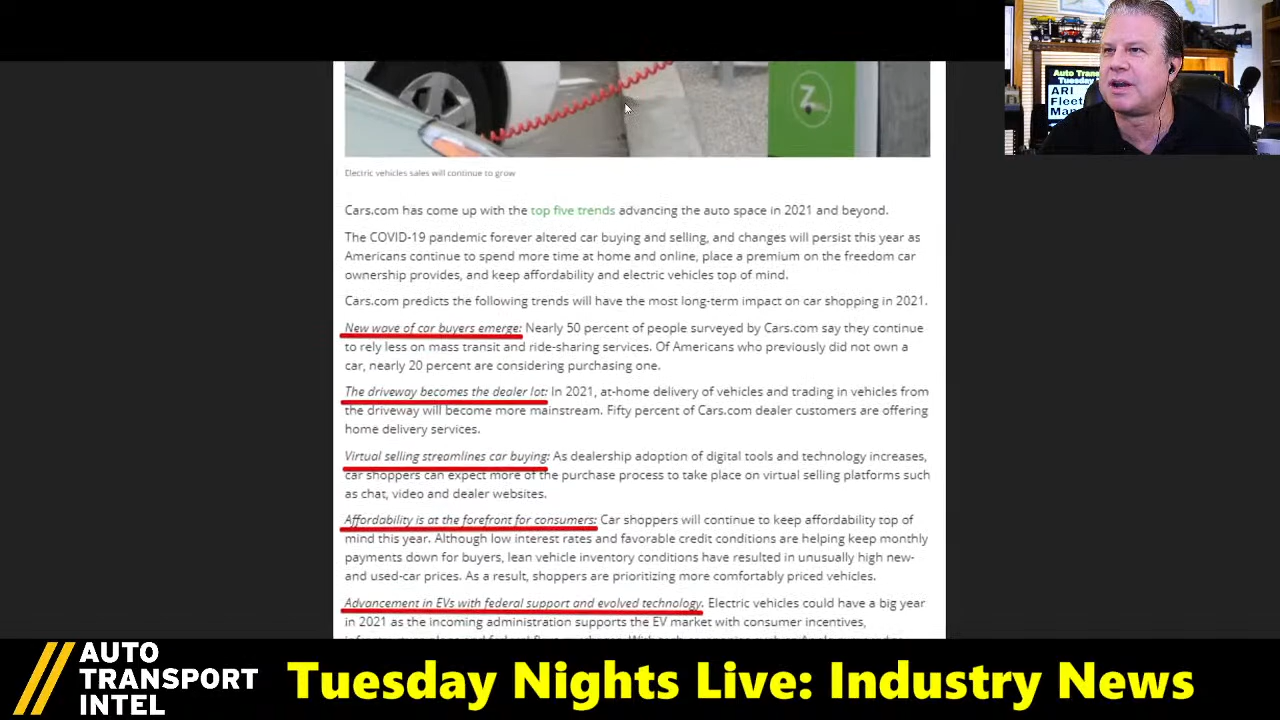 Auto Tran
Tuesday
ARI
Fleet
Man
Z
Electric vehicles sales will continue to grow
Cars.com has come up with the top five trends advancing the auto space in 2021 and beyond.
The COVID-19 pandemic forever altered car buying and selling, and changes will persist this year as
Americans continue to spend more time at home and online, place a premium on the freedom car
ownership provides, and keep affordability and electric vehicles top of mind.
Cars.com predicts the following trends will have the most long-term impact on car shopping in 2021.
New wave of car buyers emerge: Nearly 50 percent of people surveyed by Cars.com say they continue
to rely less on mass transit and ride-sharing services. Of Americans who previously did not own a
car, nearly 20 percent are considering purchasing one.
The driveway becomes the dealer lot: In 2021, at-home delivery of vehicles and trading in vehicles from
the driveway will become more mainstream. Fifty percent of Cars.com dealer customers are offering
home delivery services.
Virtual selling streamlines car buying: As dealership adoption of digital tools and technology increases,
car shoppers can expect more of the purchase process to take place on virtual selling platforms such
as chat, video and dealer websites.
Affordability is at the forefront for consumers: Car shoppers will continue to keep affordability top of
mind this year. Although low interest rates and favorable credit conditions are helping keep monthly
payments down for buyers, lean vehicle inventory conditions have resulted in unusually high new-
and used-car prices. As a result, shoppers are prioritizing more comfortably priced vehicles.
Advancement in EVs with federal support and evolved technology. Electric vehicles could have a big year
in 2021 as the incoming administration supports the EV market with consumer incentives,
AUTO
TRANSPORT
INTEL
Tuesday Nights Live: Industry News